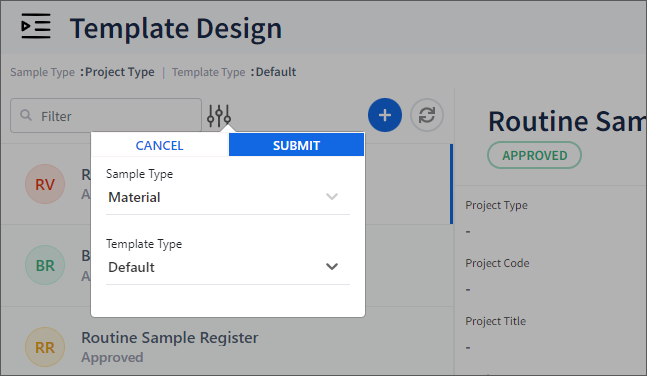 Template Design
Sample Type :Project Type | Template Type :Default
Filter
CANCEL
SUBMIT
Sample Type
Material
Template Type
Default
RV
R
A
BR
B
A
RR
Routine Sample Register
Approved
Routine Sam
APPROVED
Project Type
-
Project Code
-
Project Title
-